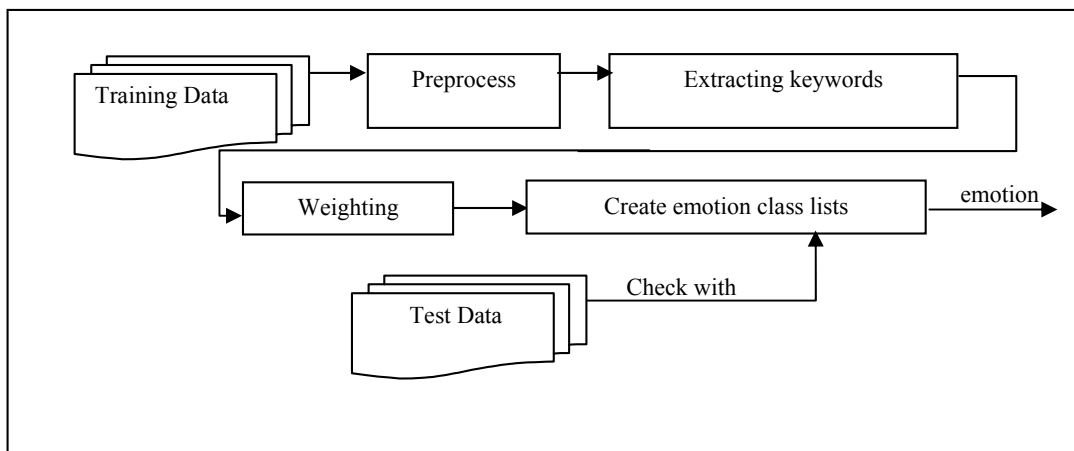 Training Data
Preprocess
Extracting keywords
Weighting
Create emotion class lists
emotion
Check with
Test Data